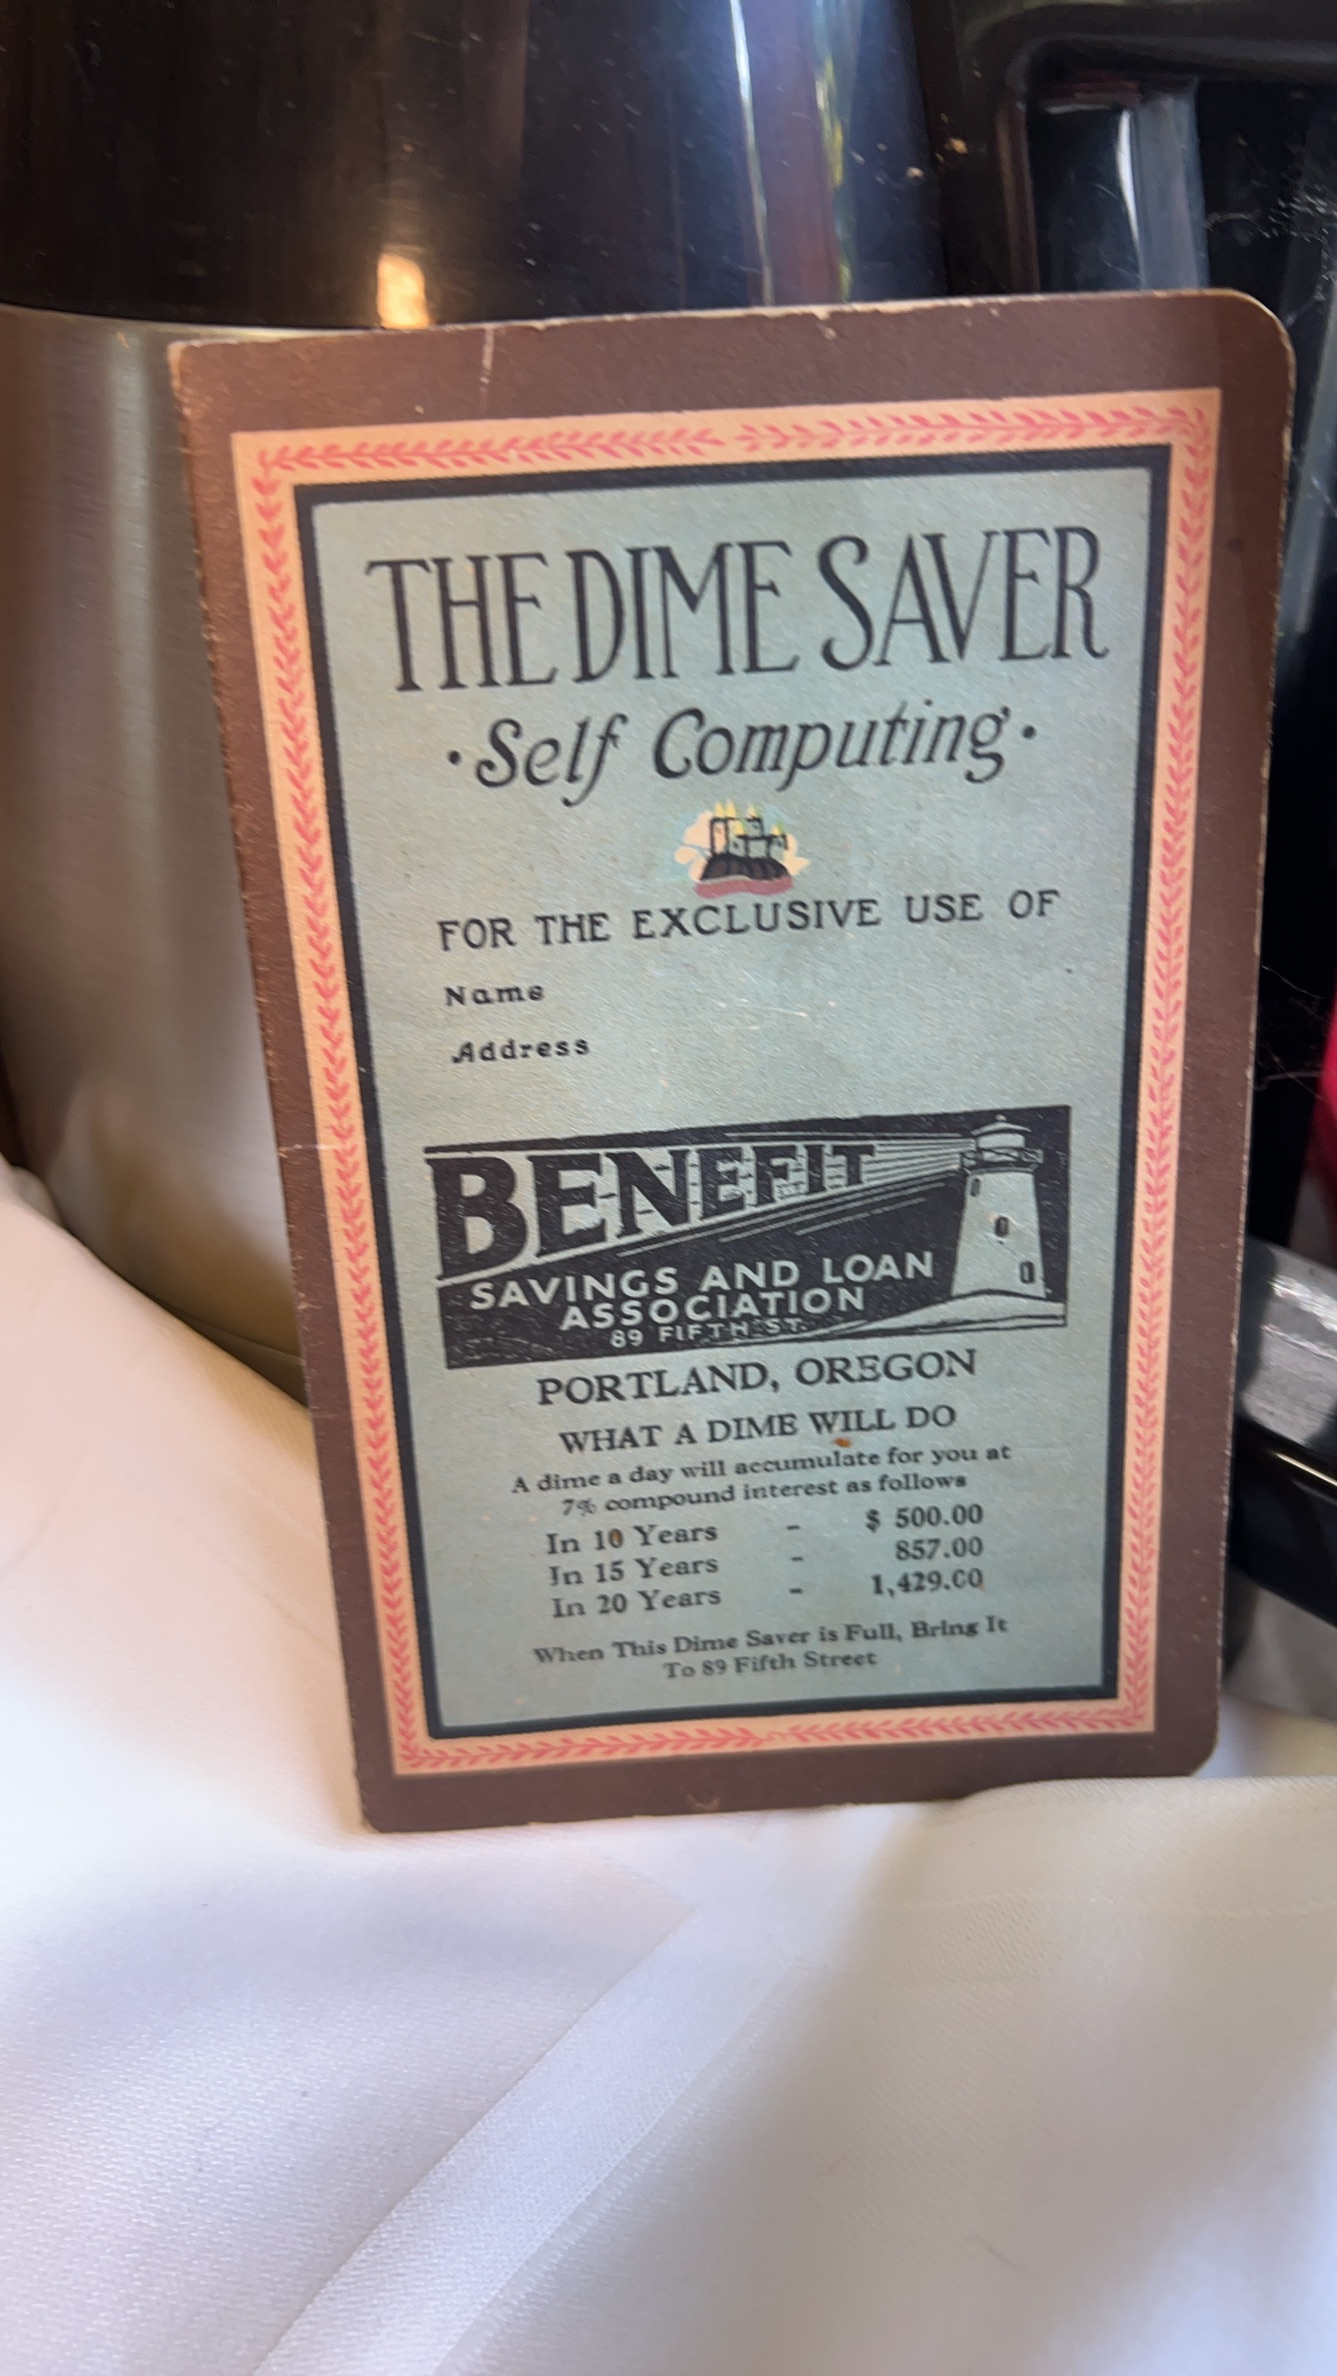 THE DIME SAVER
·Self Computing·
FOR THE EXCLUSIVE USE OF
Name
Address
BENEFIT
SAVINGS AND LOAN
ASSOCIATION
89 FIFTH ST.
PORTLAND, OREGON
WHAT A DIME WILL DO
A dime a day will accumulate for you at
7% compound interest as follows
In 10 Years - $ 500.00
In 15 Years - 857.00
In 20 Years - 1,429.00
When This Dime Saver is Full, Bring It
To 89 Fifth Street